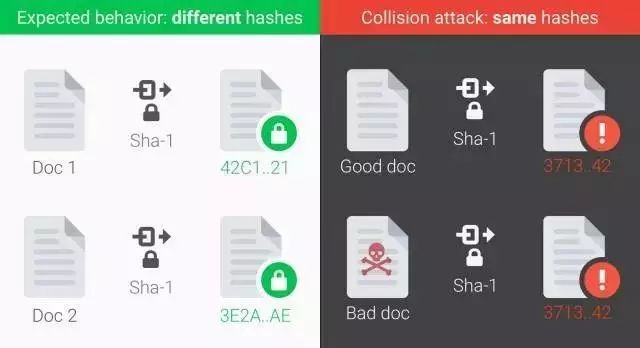 Expected behavior: different hashes
Doc 1
Sha-1
42C1..21
Doc 2
Sha-1
3E2A..AE
Collision attack: same hashes
Good doc
Sha-1
3713..42
Bad doc
Sha-1
3713..42